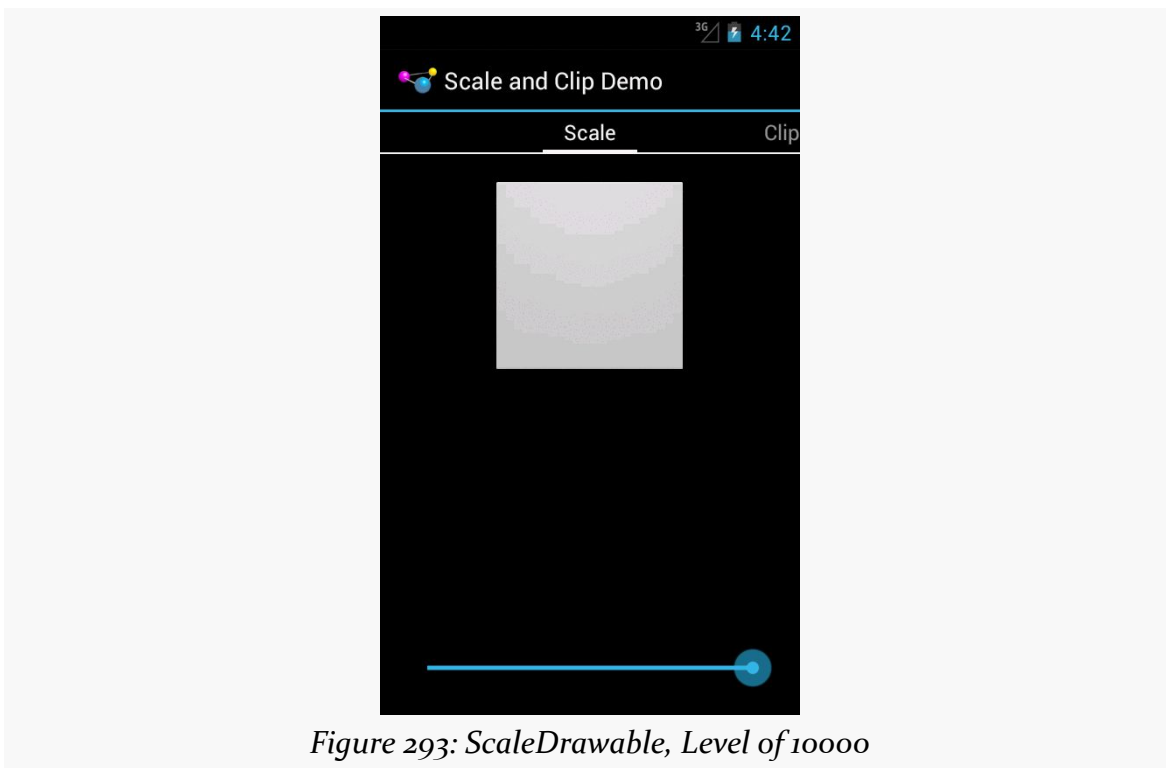 3G 4:42
Scale and Clip Demo
Scale Clip
Figure 293: ScaleDrawable, Level of 10000